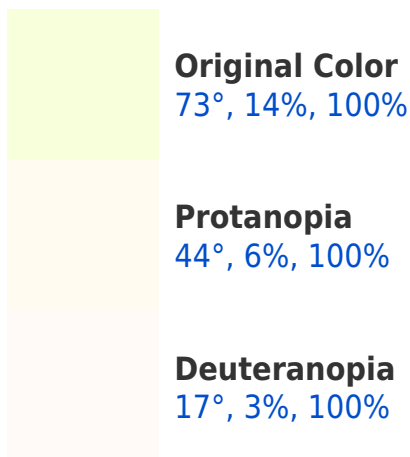 Original Color
73°, 14%, 100%
Protanopia
44°, 6%, 100%
Deuteranopia
17°, 3%, 100%